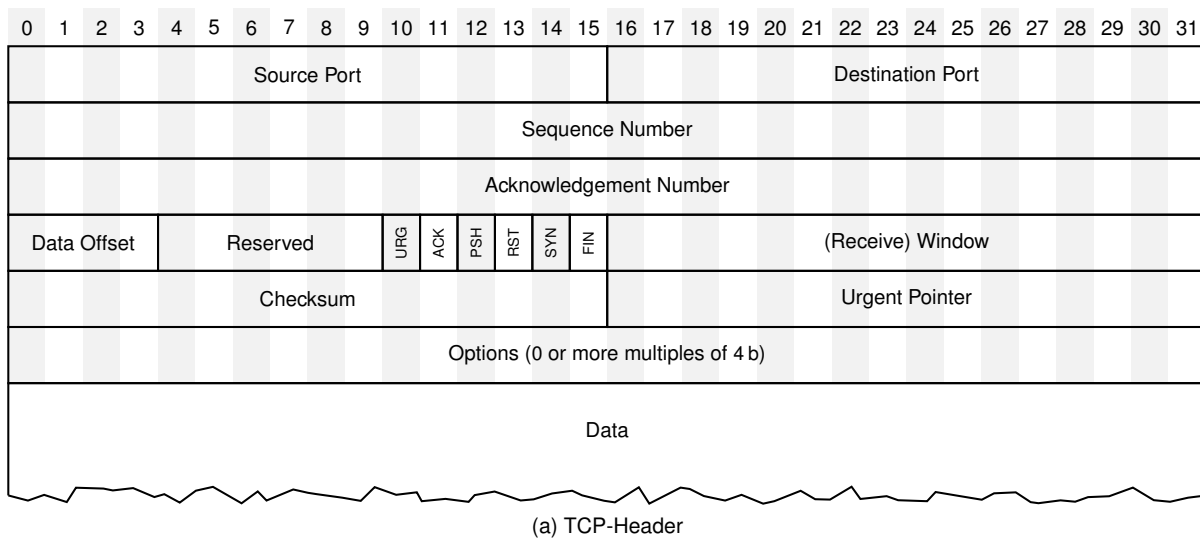 0 1 2 3 4 5 6 7 8 9 10 11 12 13 14 15 16 17 18 19 20 21 22 23 24 25 26 27 28 29 30 31
Source Port Destination Port
Sequence Number
Acknowledgement Number
Data Offset Reserved URG ACK PSH RST SYN FIN (Receive) Window
Checksum Urgent Pointer
Options (0 or more multiples of 4 b)
Data
(a) TCP-Header